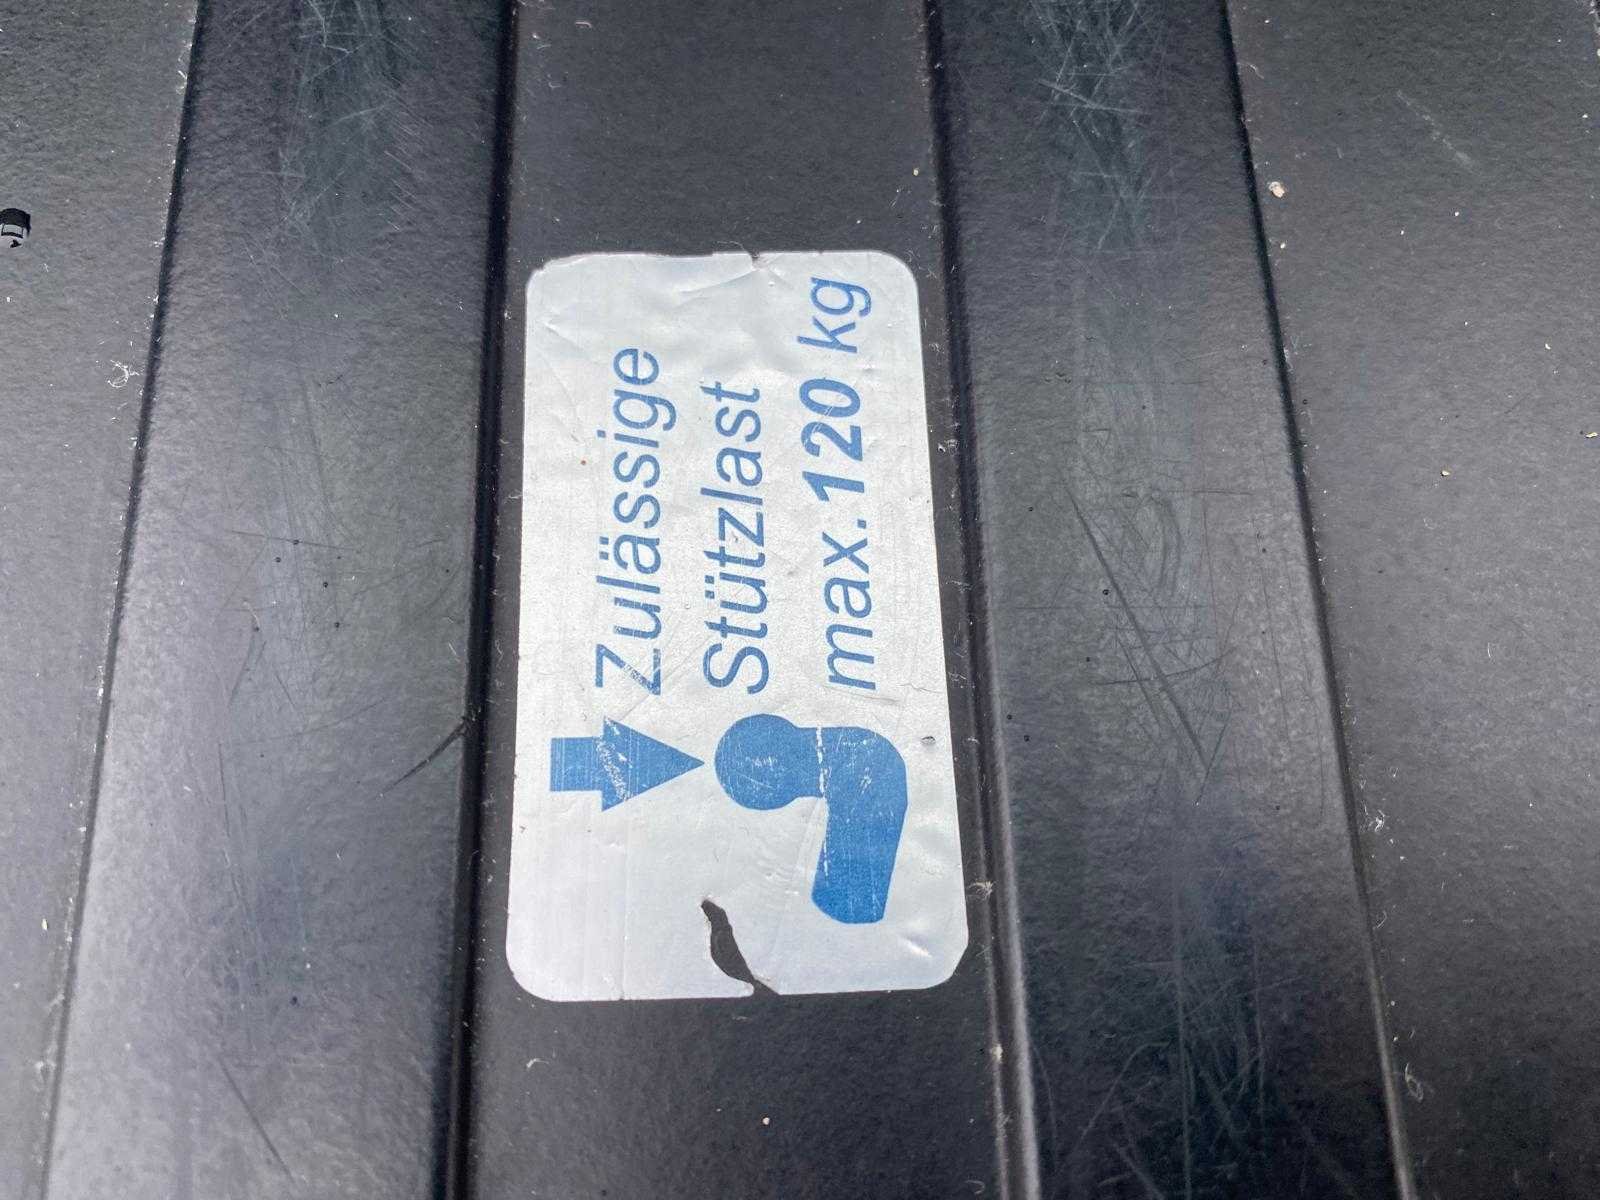 Zulässige
Stützlast
max. 120 kg